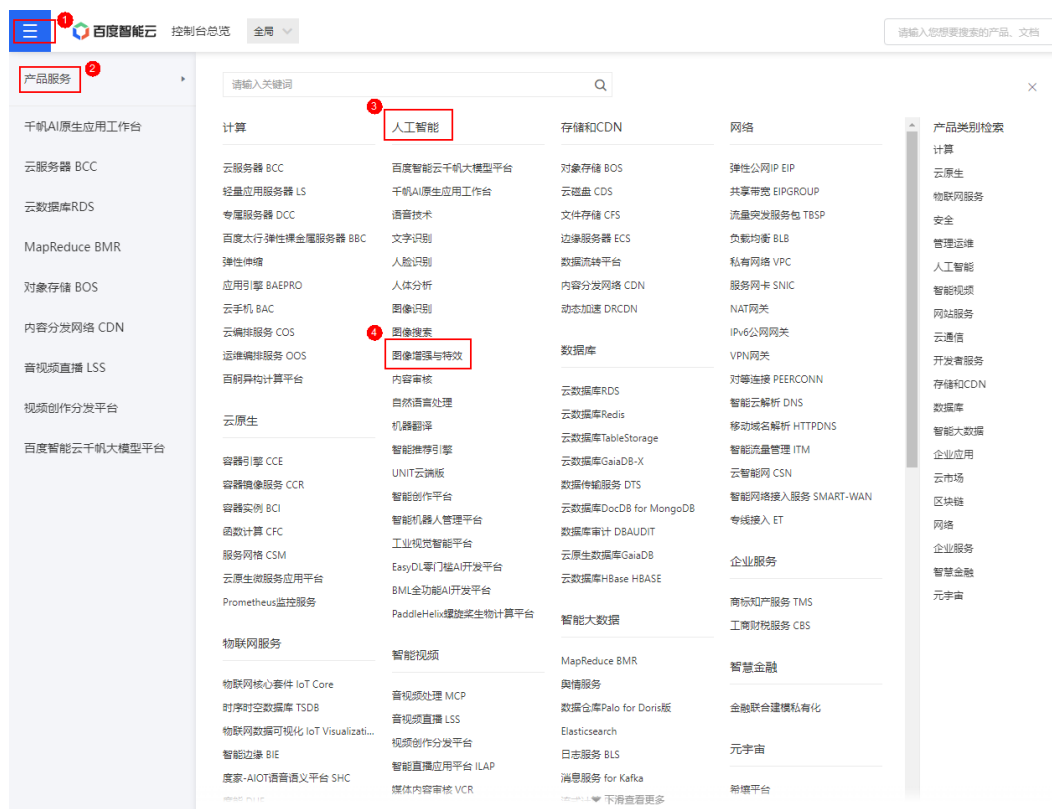 1
百度智能云 控制台总览 全局
请输入您想要搜索的产品、文档
产品服务
2
千帆AI原生应用工作台
云服务器 BCC
云数据库RDS
MapReduce BMR
对象存储 BOS
内容分发网络 CDN
音视频直播 LSS
视频创作分发平台
百度智能云千帆大模型平台
请输入关键词
计算
云服务器 BCC
轻量应用服务器 LS
专属服务器 DCC
百度太行·弹性裸金属服务器 BBC
弹性伸缩
应用引擎 BAEPRO
云手机 BAC
云编排服务 COS
运维编排服务 OOS
百舸异构计算平台
云原生
容器引擎 CCE
容器镜像服务 CCR
容器实例 BCI
函数计算 CFC
服务网格 CSM
云原生微服务应用平台
Prometheus监控服务
物联网服务
物联网核心套件 IoT Core
时序时空数据库 TSDB
物联网数据可视化 IoT Visualizati...
智能边缘 BIE
度家-AIOT语音语义平台 SHC
3
人工智能
百度智能云千帆大模型平台
千帆AI原生应用工作台
语音技术
文字识别
人脸识别
人体分析
图像识别
图像搜索
4
图像增强与特效
内容审核
自然语言处理
机器翻译
智能推荐引擎
UNIT云端版
智能创作平台
智能机器人管理平台
工业视觉智能平台
EasyDL零门槛AI开发平台
BML全功能AI开发平台
PaddleHelix螺旋桨生物计算平台
智能视频
音视频处理 MCP
音视频直播 LSS
视频创作分发平台
智能直播应用平台 ILAP
媒体内容审核 VCR
存储和CDN
对象存储 BOS
云磁盘 CDS
文件存储 CFS
边缘服务器 ECS
数据流转平台
内容分发网络 CDN
动态加速 DRCDN
数据库
云数据库RDS
云数据库Redis
云数据库TableStorage
云数据库GaiaDB-X
数据传输服务 DTS
云数据库DocDB for MongoDB
数据库审计 DBAUDIT
云原生数据库GaiaDB
云数据库HBase HBASE
智能大数据
MapReduce BMR
舆情服务
数据仓库Palo for Doris版
Elasticsearch
日志服务 BLS
消息服务 for Kafka
下滑查看更多
网络
弹性公网IP EIP
共享带宽 EIPGROUP
流量突发服务包 TBSP
负载均衡 BLB
私有网络 VPC
服务网卡 SNIC
NAT网关
IPv6公网网关
VPN网关
对等连接 PEERCONN
智能云解析 DNS
移动域名解析 HTTPDNS
智能流量管理 ITM
云智能网 CSN
智能网络接入服务 SMART-WAN
专线接入 ET
企业服务
商标知产服务 TMS
工商财税服务 CBS
智慧金融
金融联合建模私有化
元宇宙
希壤平台
产品类别检索
计算
云原生
物联网服务
安全
管理运维
人工智能
智能视频
网站服务
云通信
开发者服务
存储和CDN
数据库
智能大数据
企业应用
云市场
区块链
网络
企业服务
智慧金融
元宇宙